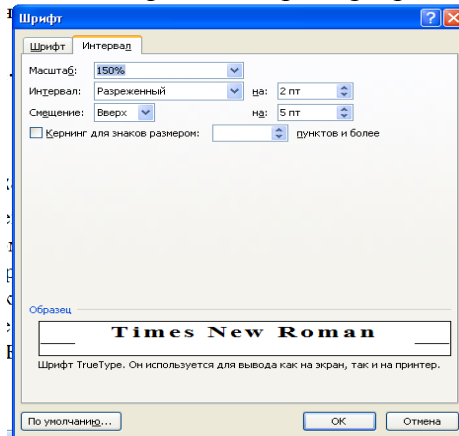 Шрифт
Шрифт Интервал
Масштаб: 150%
Интервал: Разреженный на: 2 пт
Смещение: Вверх на: 5 пт
Кернинг для знаков размером: пунктов и более
Образец
Times New Roman
Шрифт TrueType. Он используется для вывода как на экран, так и на принтер.
По умолчанию... ОК Отмена